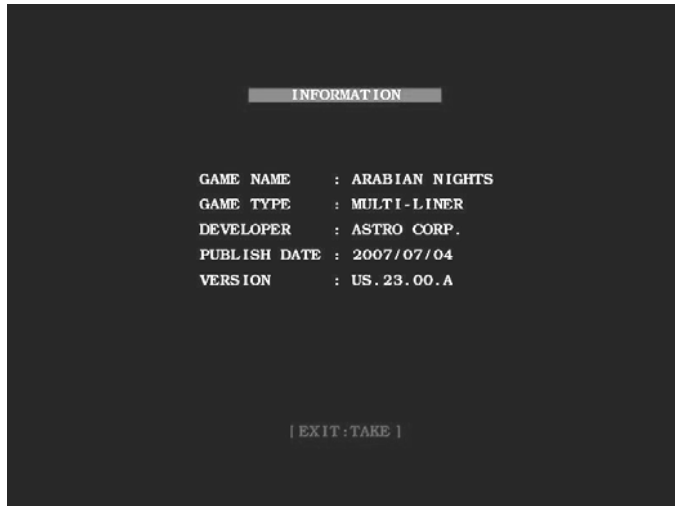 INFORMATION
GAME NAME : ARABIAN NIGHTS
GAME TYPE : MULTI-LINER
DEVELOPER : ASTRO CORP.
PUBLISH DATE : 2007/07/04
VERSION : US.23.00.A
[EXIT:TAKE]